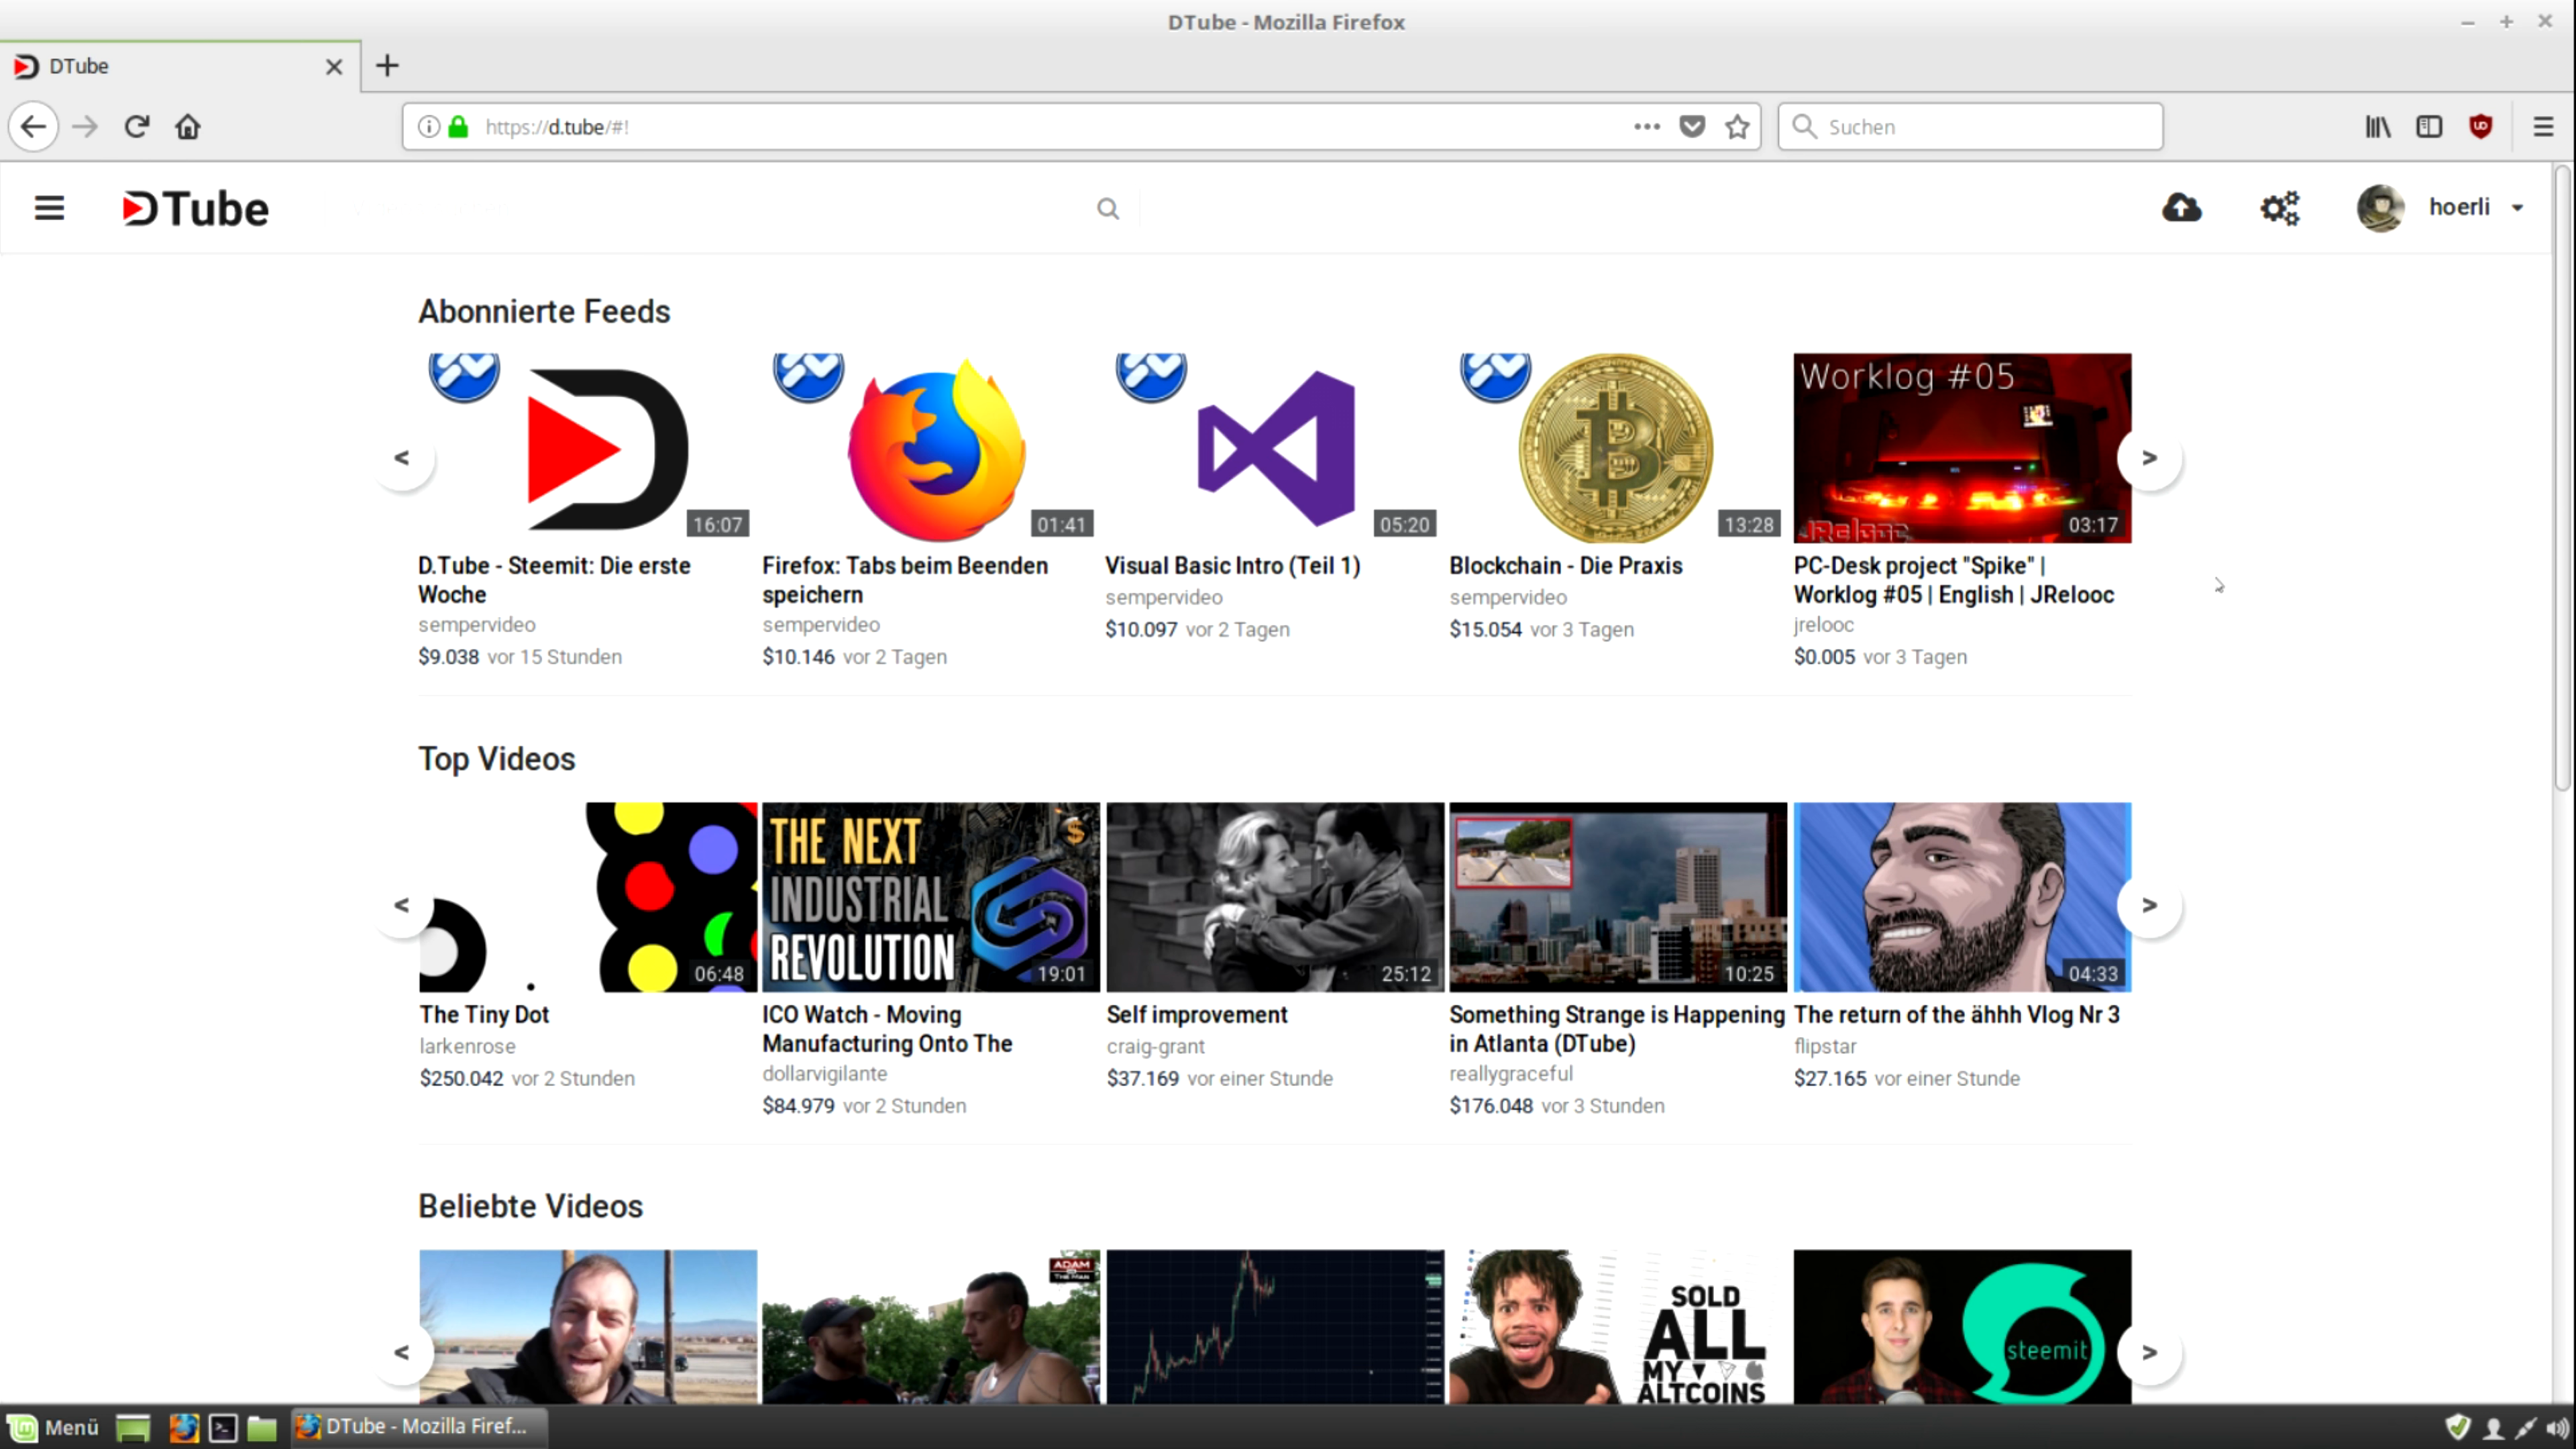 DTube - Mozilla Firefox
DTube
https://d.tube/#!
Suchen
DTube
hoerli
Abonnierte Feeds
16:07
01:41
05:20
13:28
Worklog #05
JRelooc
03:17
D.Tube - Steemit: Die erste
Woche
sempervideo
$9.038 vor 15 Stunden
Firefox: Tabs beim Beenden
speichern
sempervideo
$10.146 vor 2 Tagen
Visual Basic Intro (Teil 1)
sempervideo
$10.097 vor 2 Tagen
Blockchain - Die Praxis
sempervideo
$15.054 vor 3 Tagen
PC-Desk project "Spike" |
Worklog #05 | English | JRelooc
jrelooc
$0.005 vor 3 Tagen
Top Videos
06:48
THE NEXT
INDUSTRIAL
REVOLUTION
19:01
25:12
10:25
04:33
The Tiny Dot
larkenrose
$250.042 vor 2 Stunden
ICO Watch - Moving
Manufacturing Onto The
dollarvigilante
$84.979 vor 2 Stunden
Self improvement
craig-grant
$37.169 vor einer Stunde
Something Strange is Happening
in Atlanta (DTube)
reallygraceful
$176.048 vor 3 Stunden
The return of the ähhh Vlog Nr 3
flipstar
$27.165 vor einer Stunde
Beliebte Videos
ADAM
THE MAN
SOLD
ALL
MY
ALTCOINS
steemit
Menü
DTube - Mozilla Firef...